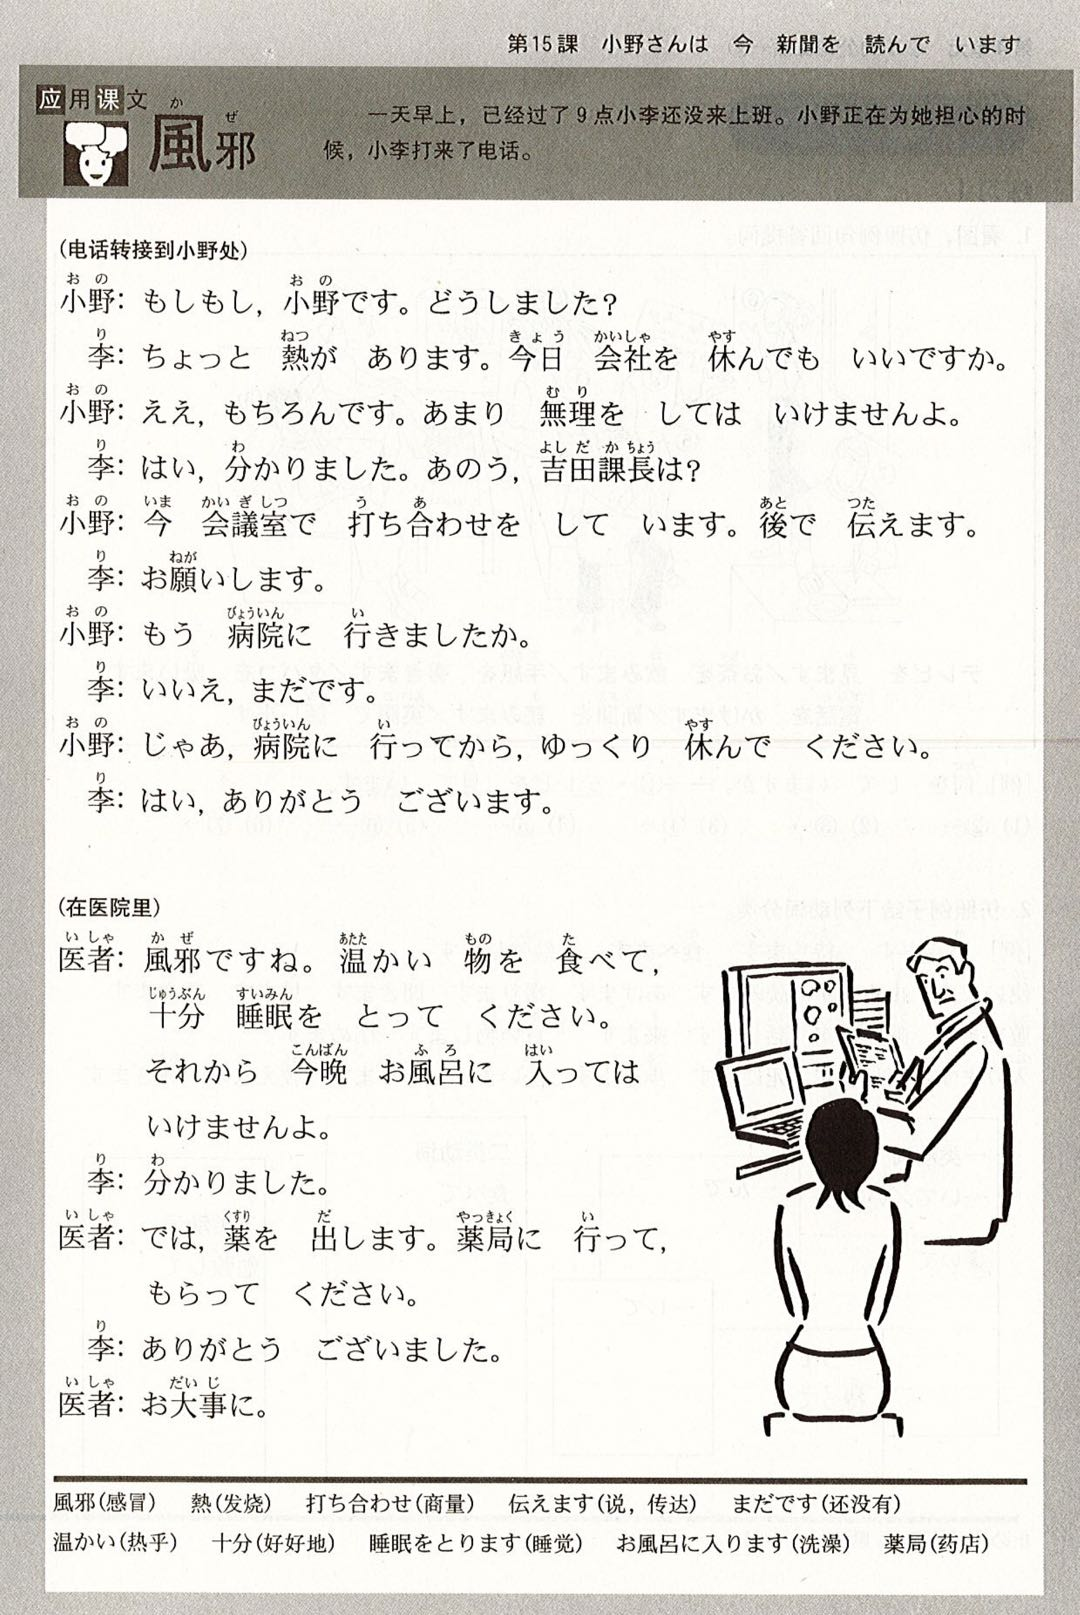 第15課　小野さんは　今　新聞を　読んで　います
应用课文
風邪
かぜ
一天早上，已经过了9点小李还没来上班。小野正在为她担心的时
候，小李打来了电话。
(电话转接到小野处)
おの　おの
小野：もしもし，小野です。どうしました?
り　ねつ　きょう　かいしゃ　やす
李：ちょっと　熱が　あります。今日　会社を　休んでも　いいですか。
おの　むり
小野：ええ，もちろんです。あまり　無理を　しては　いけませんよ。
り　わ　よしだかちょう
李：はい，分かりました。あのう，吉田課長は?
おの　いま　かいぎしつ　う　あ　あと　つた
小野：今　会議室で　打ち合わせを　して　います。後で　伝えます。
り　ねが
李：お願いします。
おの　びょういん　い
小野：もう　病院に　行きましたか。
り
李：いいえ，まだです。
おの　びょういん　い　やす
小野：じゃあ，病院に　行ってから，ゆっくり　休んで　ください。
り
李：はい，ありがとう　ございます。
(在医院里)
いしゃ　かぜ　あたた　もの　た
医者：風邪ですね。温かい　物を　食べて，
じゅうぶん　すいみん
十分　睡眠を　とって　ください。
こんばん　ふろ　はい
それから　今晩　お風呂に　入っては
いけませんよ。
り　わ
李：分かりました。
いしゃ　くすり　だ　やっきょく　い
医者：では，薬を　出します。薬局に　行って，
もらって　ください。
り
李：ありがとう　ございました。
いしゃ　だいじ
医者：お大事に。
風邪(感冒)　熱(发烧)　打ち合わせ(商量)　伝えます(说，传达)　まだです(还没有)
温かい(热乎)　十分(好好地)　睡眠をとります(睡觉)　お風呂に入ります(洗澡)　薬局(药店)